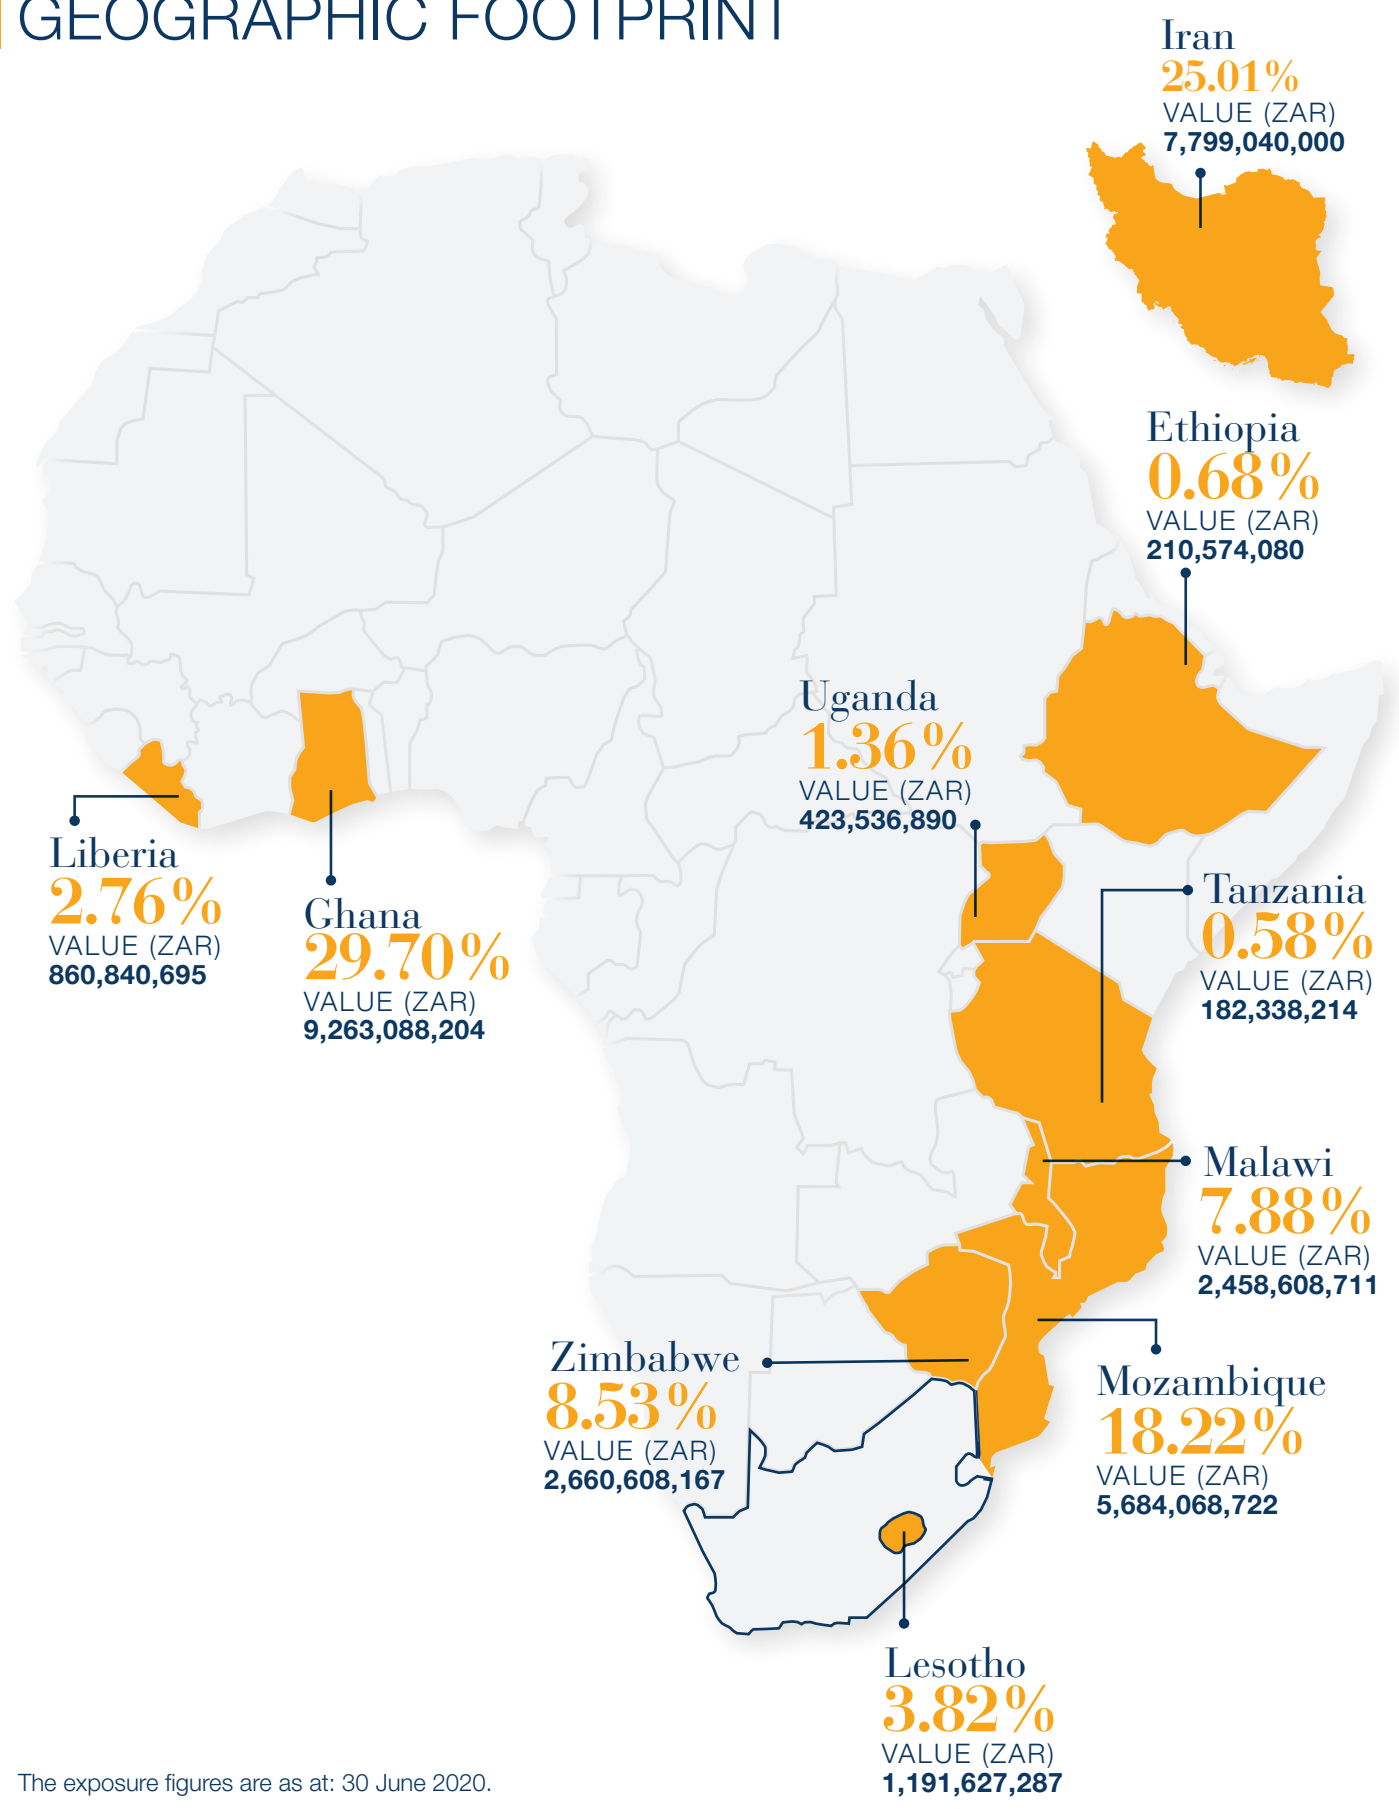 GEOGRAPHIC FOOTPRINT
Iran
25.01%
VALUE (ZAR)
7,799,040,000
Ethiopia
0.68%
VALUE (ZAR)
210,574,080
Uganda
1.36%
VALUE (ZAR)
423,536,890
Liberia
2.76%
VALUE (ZAR)
860,840,695
Ghana
29.70%
VALUE (ZAR)
9,263,088,204
Tanzania
0.58%
VALUE (ZAR)
182,338,214
Malawi
7.88%
VALUE (ZAR)
2,458,608,711
Zimbabwe
8.53%
VALUE (ZAR)
2,660,608,167
Mozambique
18.22%
VALUE (ZAR)
5,684,068,722
Lesotho
3.82%
VALUE (ZAR)
1,191,627,287
The exposure figures are as at: 30 June 2020.